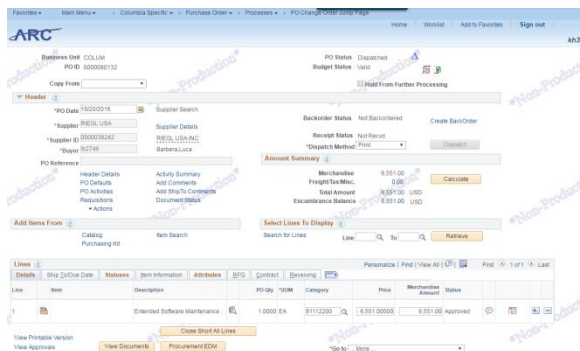 Favorites Main Menu > Columbia Specific > Purchase Order > Processes > PO Change Order Jump Page
Home Worklist Add to Favorites Sign out
ARC
kh3
Business Unit COLUM
PO Status Dispatched
PO ID 0000080132
Budget Status Valid
Copy From
Hold From Further Processing
Header
*PO Date 10/20/2016 Supplier Search
Backorder Status Not Backordered Create BackOrder
*Supplier RIEGL USA Supplier Details
Receipt Status Not Recvd
*Supplier ID 0000036242 RIEGL USA INC
*Dispatch Method Print Dispatch
*Buyer lb2746 Barbera,Luca
PO Reference
Amount Summary
Header Details Activity Summary
Merchandise 6,551.00
PO Defaults Add Comments
Freight/Tax/Misc. 0.00 Calculate
PO Activities Add ShipTo Comments
Total Amount 6,551.00 USD
Requisitions Document Status
Encumbrance Balance 6,551.00 USD
Actions
Add Items From
Select Lines To Display
Catalog Item Search
Search for Lines Line To Retrieve
Purchasing Kit
Lines
Personalize | Find | View All | First 1 of 1 Last
Details Ship To/Due Date Statuses Item Information Attributes RFQ Contract Receiving
Line Item Description PO Qty *UOM Category Price Merchandise Amount Status
1 Extended Software Maintenance 1.0000 EA 81112200 6,551.00000 6,551.00 Approved
Close Short All Lines
View Printable Version
View Approvals View Documents Procurement EDM *Go to ... More ...
Non-Production